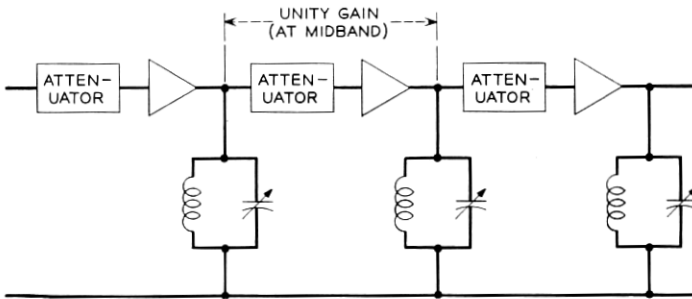 UNITY GAIN
(AT MIDBAND)
ATTEN-
UATOR
ATTEN-
UATOR
ATTEN-
UATOR